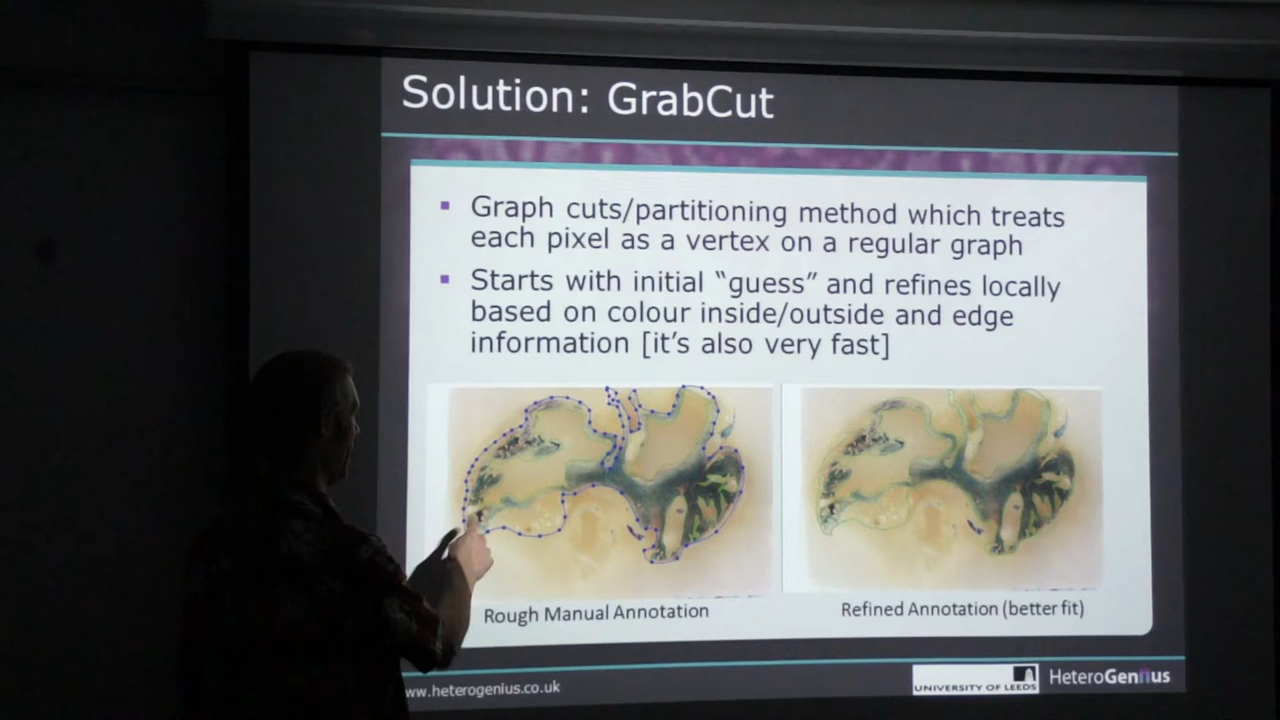 Solution: GrabCut
Graph cuts/partitioning method which treats
each pixel as a vertex on a regular graph
Starts with initial “guess” and refines locally
based on colour inside/outside and edge
information [it’s also very fast]
Rough Manual Annotation
Refined Annotation (better fit)
www.heterogenius.co.uk
UNIVERSITY OF LEEDS
HeteroGenius